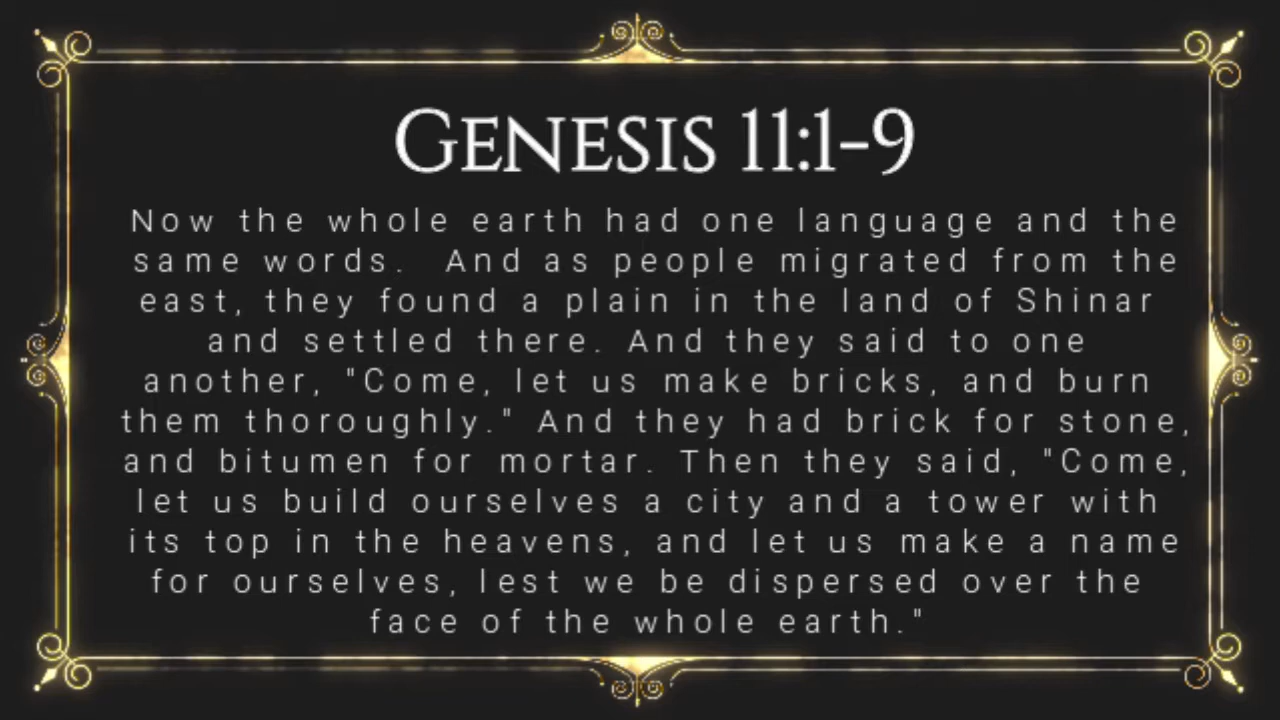 Genesis 11:1-9
Now the whole earth had one language and the
same words.  And as people migrated from the
east, they found a plain in the land of Shinar
and settled there. And they said to one
another, "Come, let us make bricks, and burn
them thoroughly." And they had brick for stone,
and bitumen for mortar. Then they said, "Come,
let us build ourselves a city and a tower with
its top in the heavens, and let us make a name
for ourselves, lest we be dispersed over the
face of the whole earth."